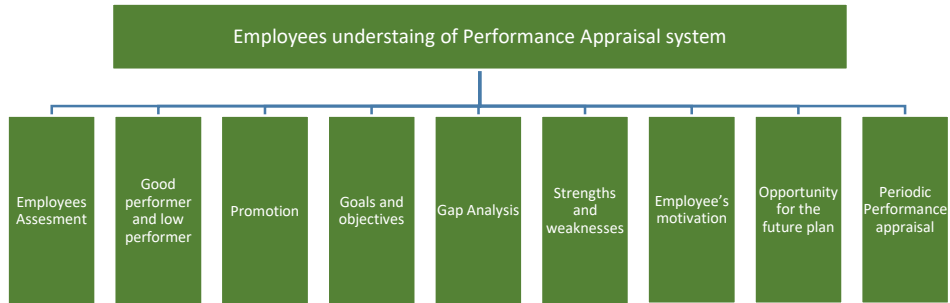 Employees understaing of Performance Appraisal system
Employees
Assesment
Good
performer
and low
performer
Promotion
Goals and
objectives
Gap Analysis
Strengths
and
weaknesses
Employee’s
motivation
Opportunity
for the
future plan
Periodic
Performance
appraisal